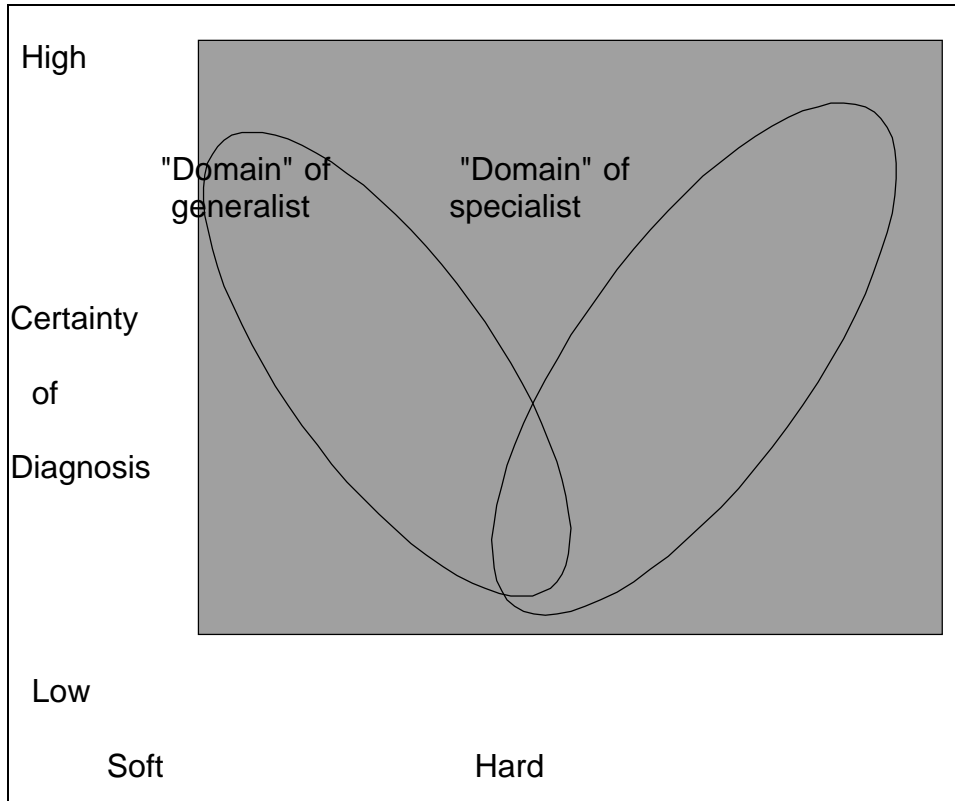 High
"Domain" of "Domain" of
generalist specialist
Certainty
of
Diagnosis
Low
Soft Hard